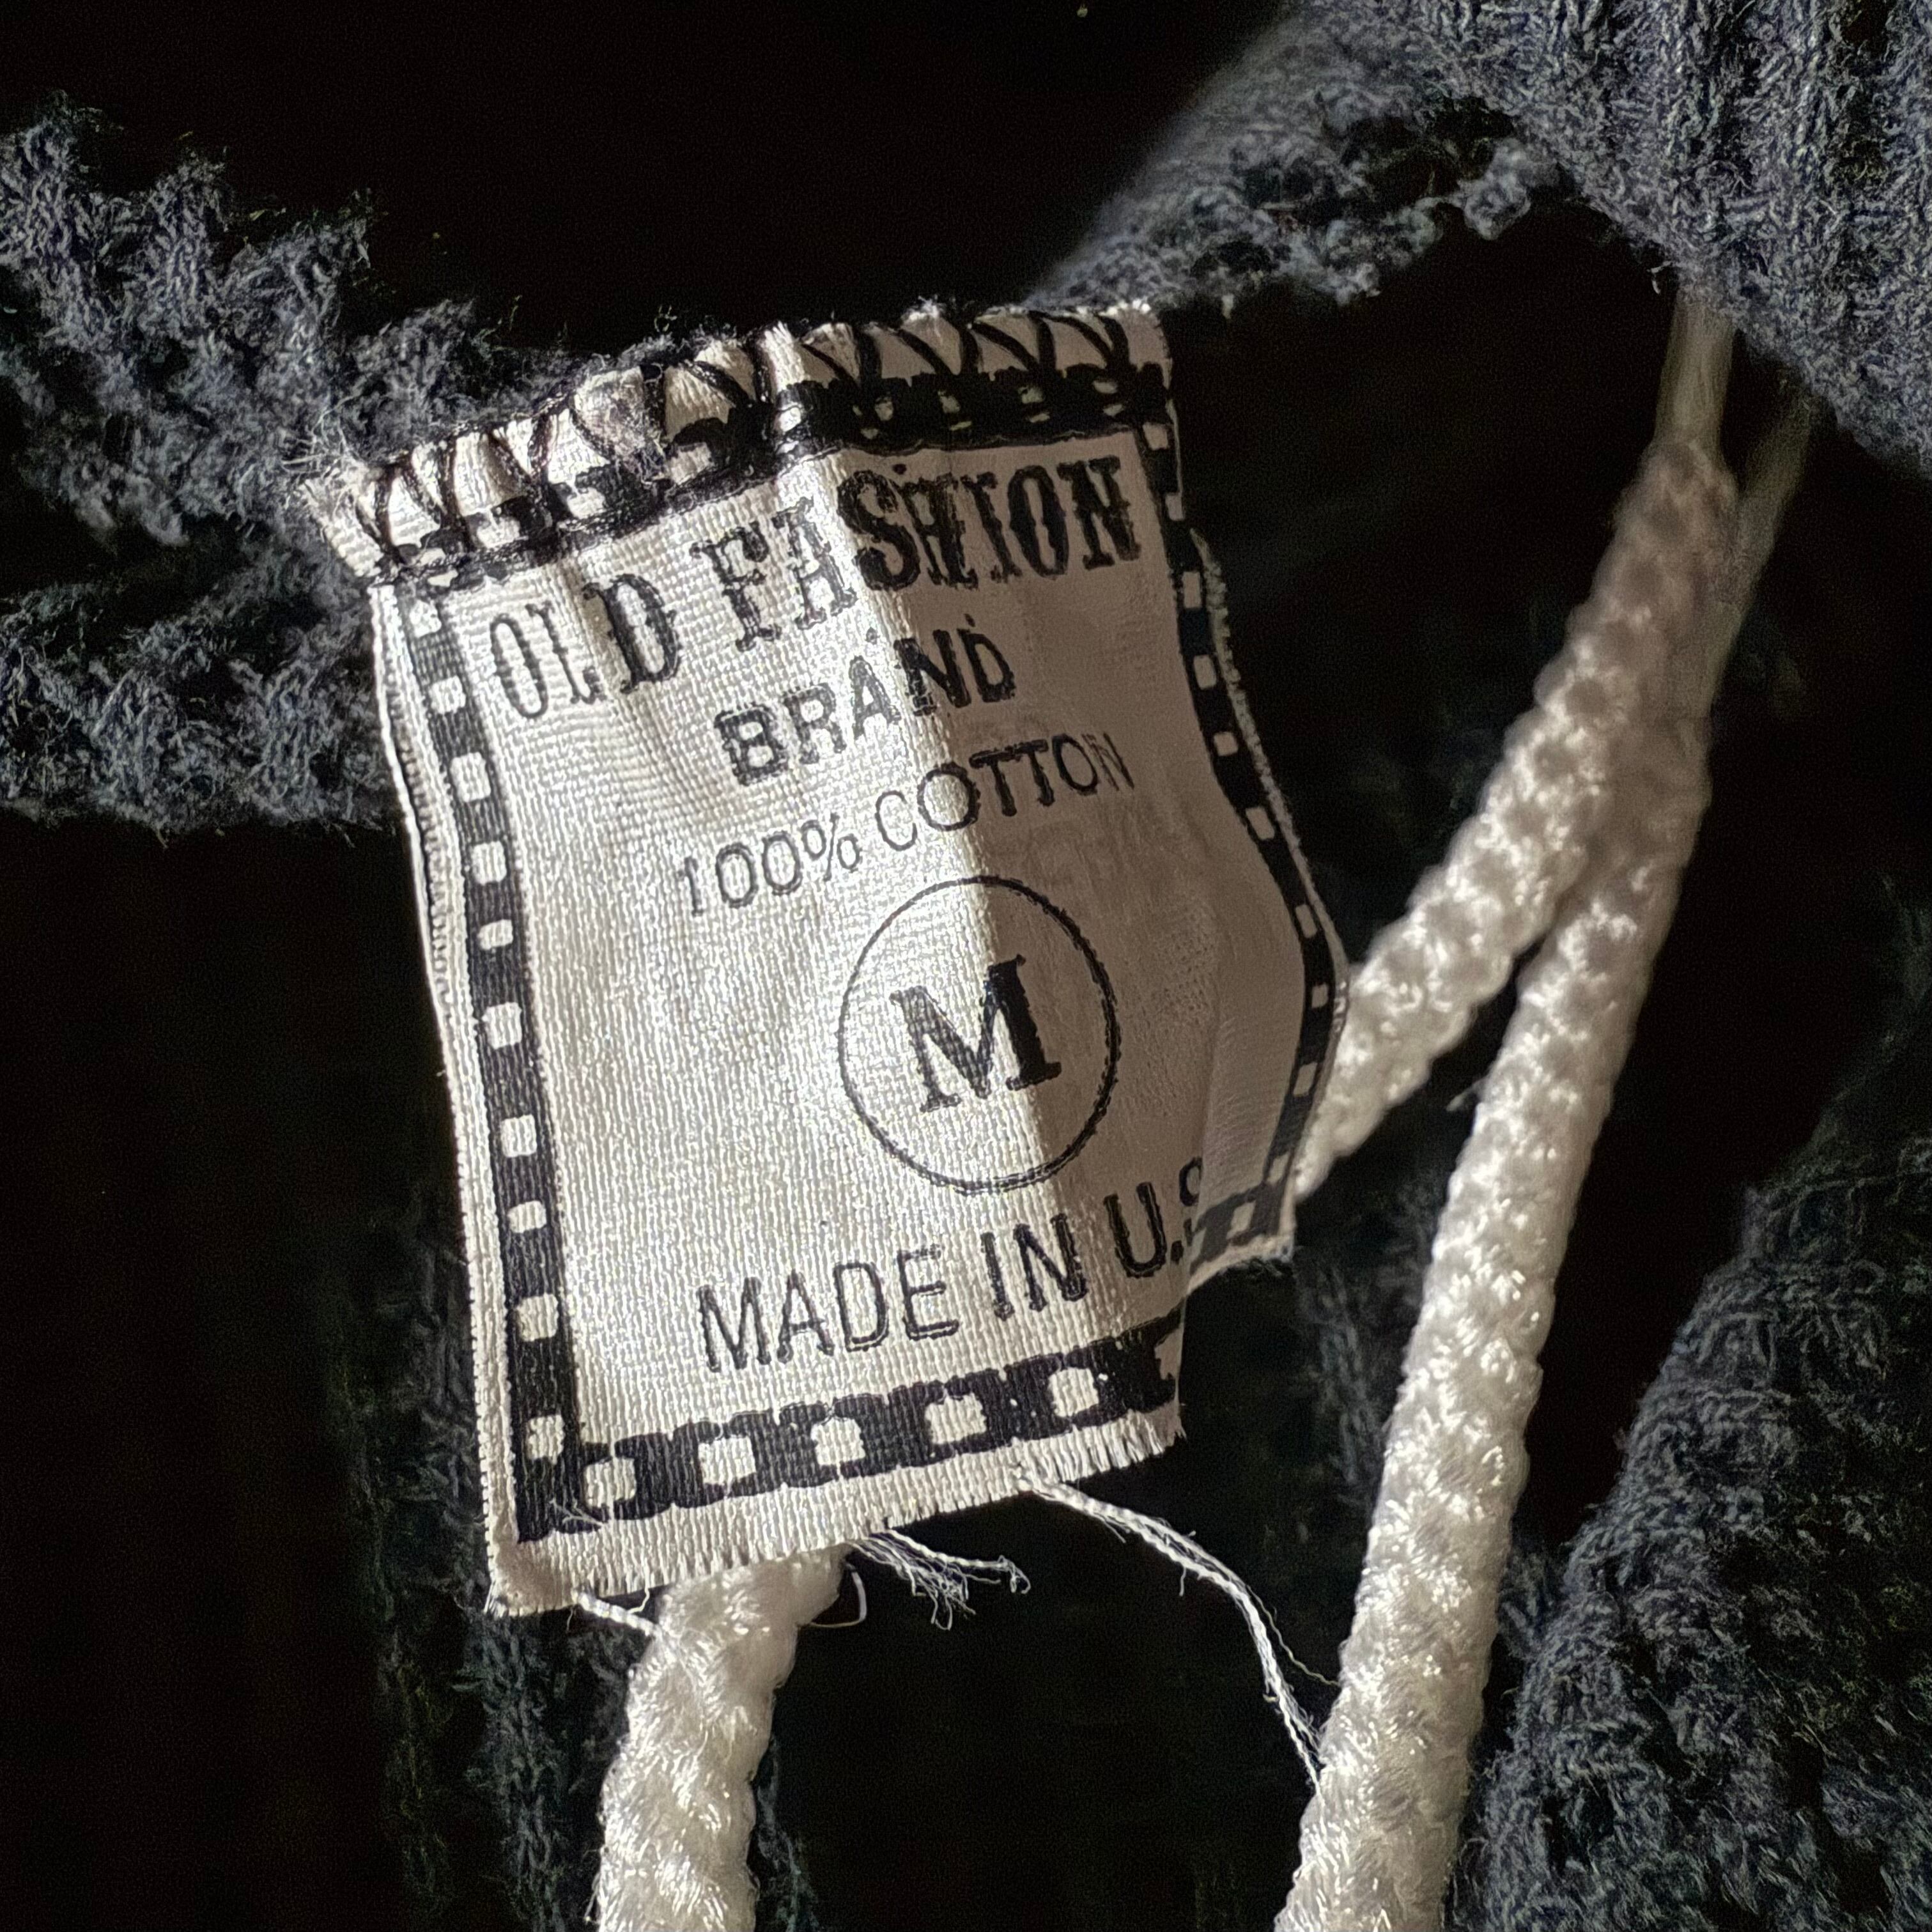 OLD FASHION
BRAND
100% COTTON
M
MADE IN U.S